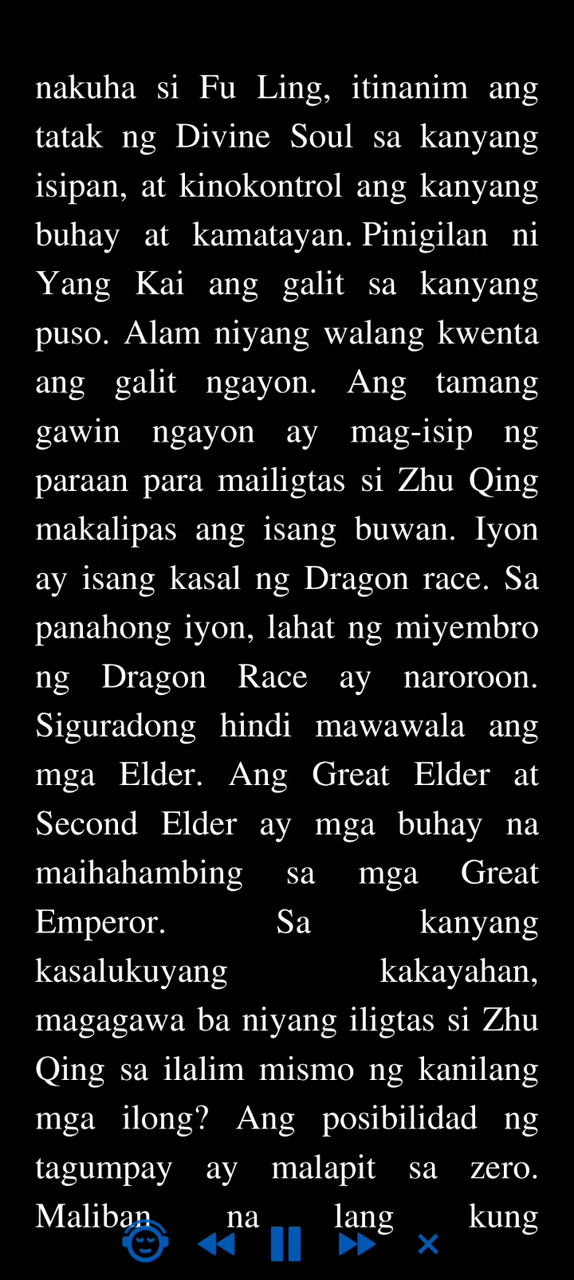 nakuha si Fu Ling, itinanim ang
tatak ng Divine Soul sa kanyang
isipan, at kinokontrol ang kanyang
buhay at kamatayan. Pinigilan ni
Yang Kai ang galit sa kanyang
puso. Alam niyang walang kwenta
ang galit ngayon. Ang tamang
gawin ngayon ay mag-isip ng
paraan para mailigtas si Zhu Qing
makalipas ang isang buwan. Iyon
ay isang kasal ng Dragon race. Sa
panahong iyon, lahat ng miyembro
ng Dragon Race ay naroroon.
Siguradong hindi mawawala ang
mga Elder. Ang Great Elder at
Second Elder ay mga buhay na
maihahambing sa mga Great
Emperor. Sa kanyang
kasalukuyang kakayahan,
magagawa ba niyang iligtas si Zhu
Qing sa ilalim mismo ng kanilang
mga ilong? Ang posibilidad ng
tagumpay ay malapit sa zero.
Maliban na lang kung